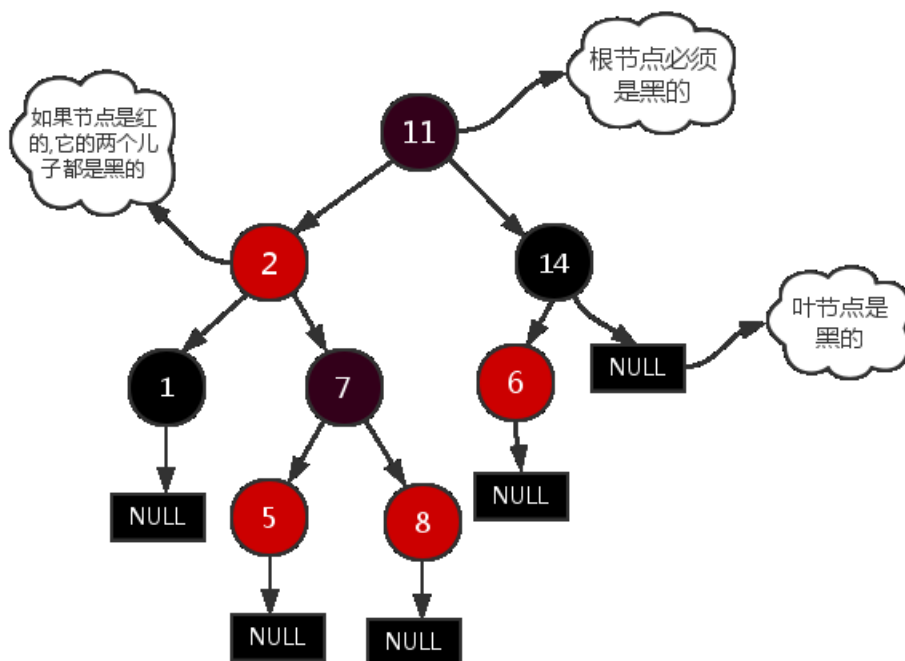 根节点必须
是黑的
11
如果节点是红
的,它的两个儿
子都是黑的
2
14
叶节点是
黑的
1
7
6
NULL
NULL
NULL
5
8
NULL
NULL